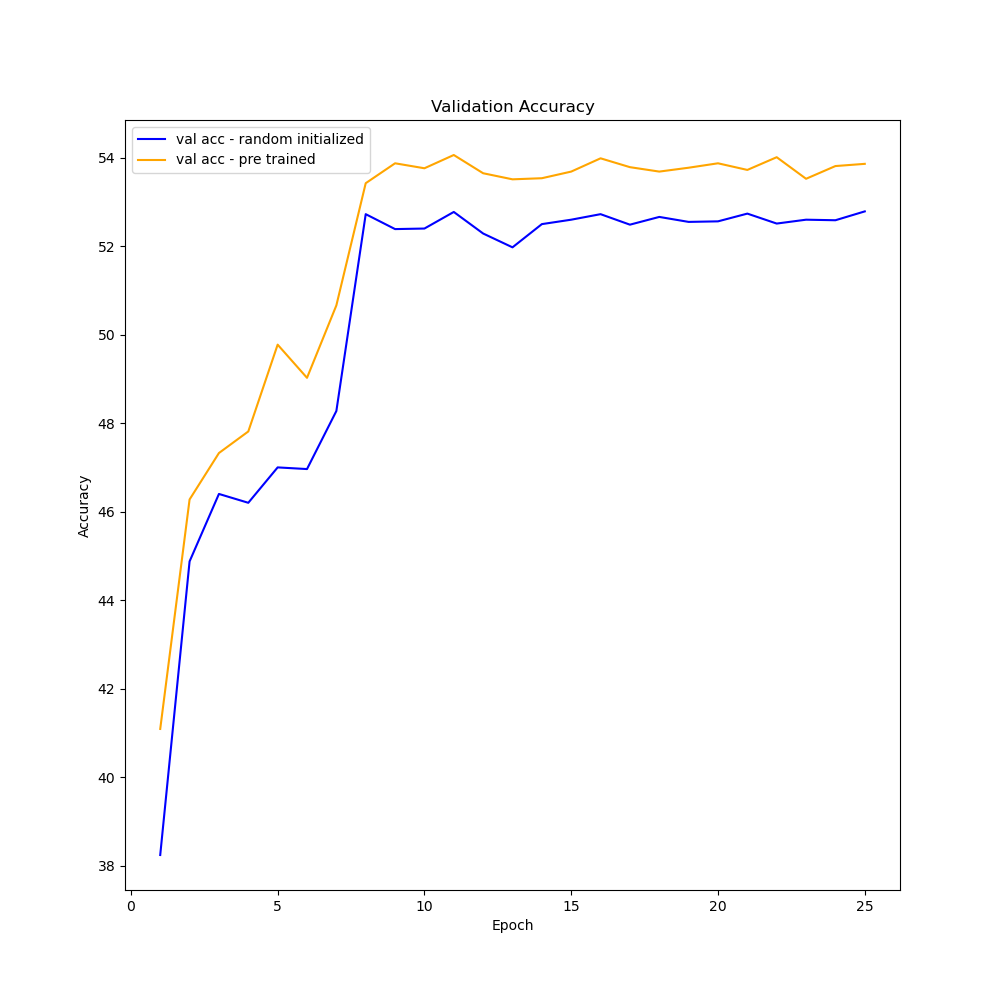 Validation Accuracy
val acc - random initialized
val acc - pre trained
54
52
50
48
46
44
42
40
38
Accuracy
0 5 10 15 20 25
Epoch